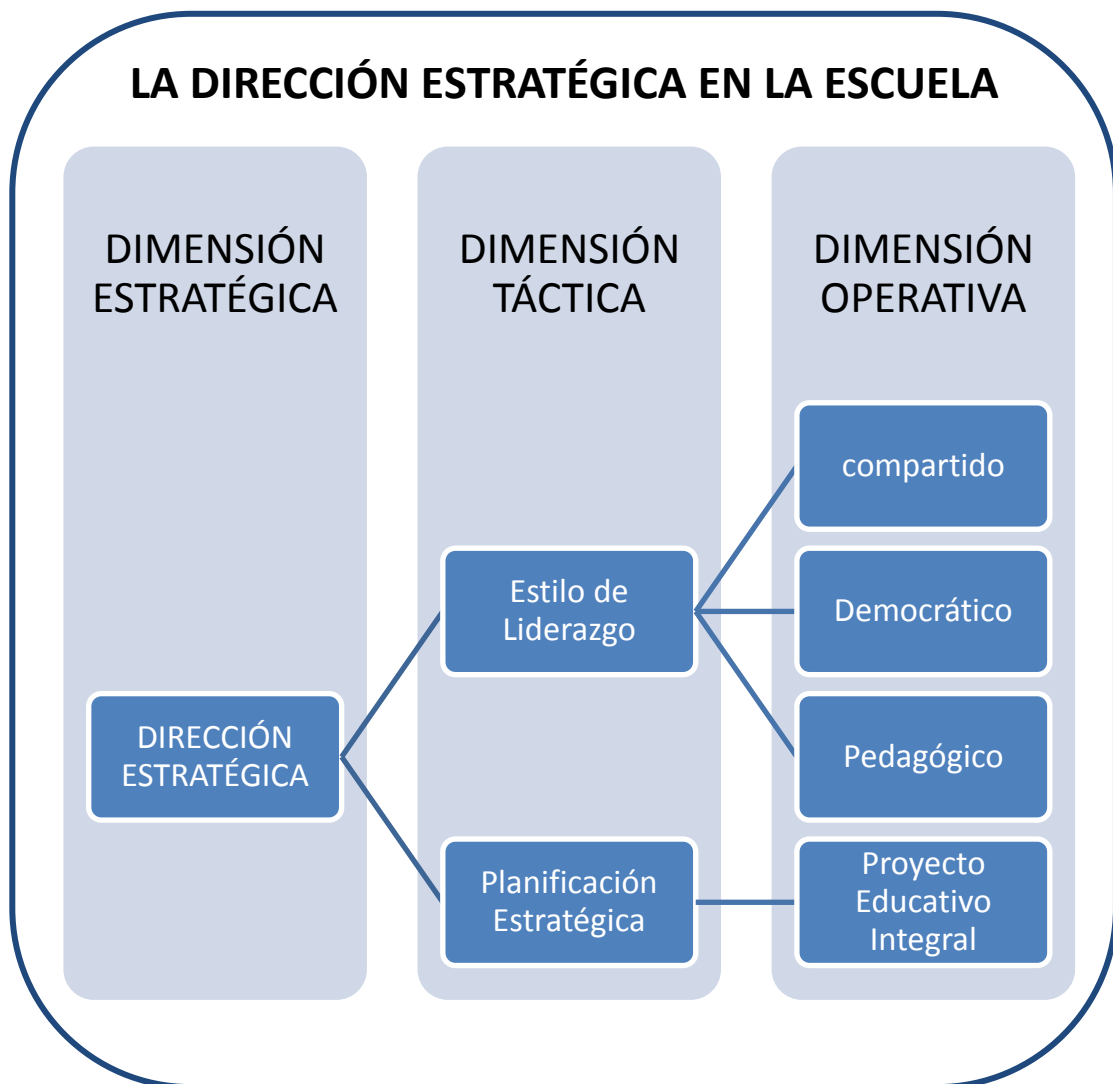 LA DIRECCIÓN ESTRATÉGICA EN LA ESCUELA
DIMENSIÓN
ESTRATÉGICA
DIMENSIÓN
TÁCTICA
DIMENSIÓN
OPERATIVA
DIRECCIÓN
ESTRATÉGICA
Estilo de
Liderazgo
Planificación
Estratégica
compartido
Democrático
Pedagógico
Proyecto
Educativo
Integral